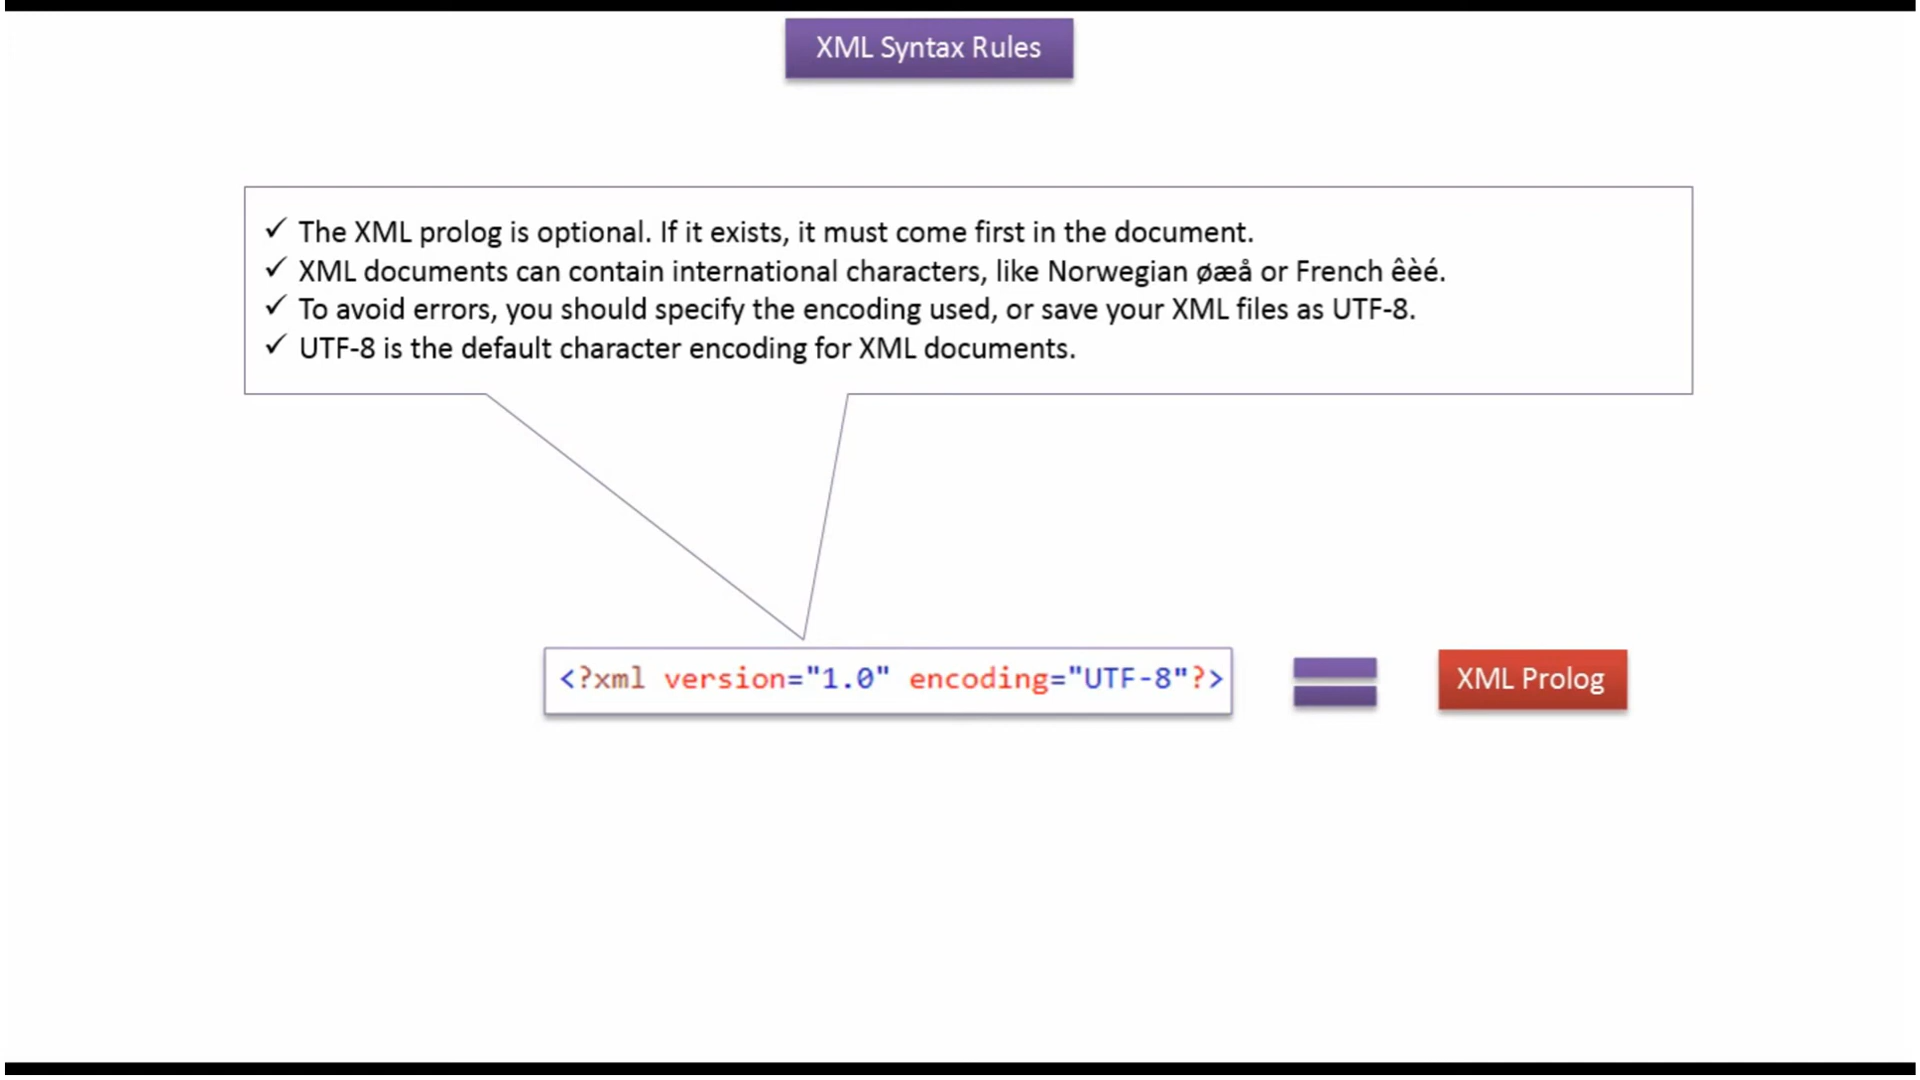 XML Syntax Rules
✓ The XML prolog is optional. If it exists, it must come first in the document.
✓ XML documents can contain international characters, like Norwegian øæå or French êèé.
✓ To avoid errors, you should specify the encoding used, or save your XML files as UTF-8.
✓ UTF-8 is the default character encoding for XML documents.
<?xml version="1.0" encoding="UTF-8"?>
XML Prolog